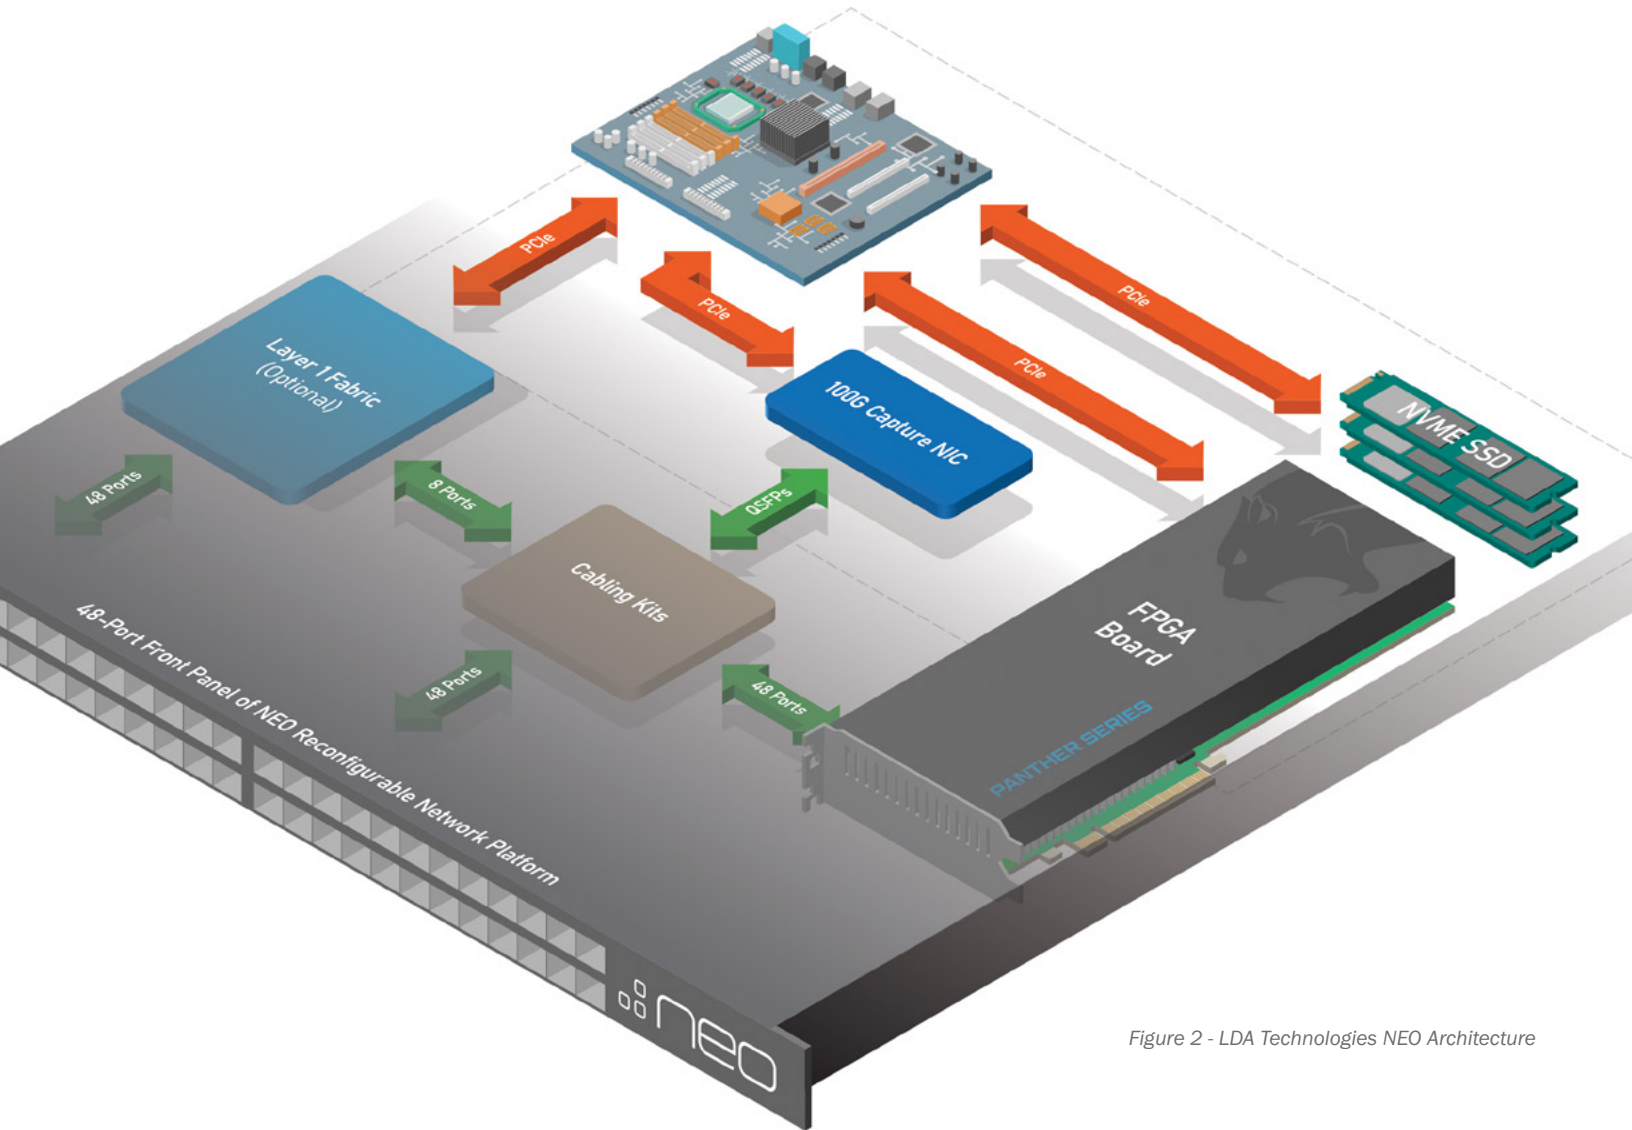 PCIe
PCIe
PCIe
PCIe
Layer 1 Fabric
(Optional)
100G Capture NIC
NVME SSD
48 Ports
8 Ports
QSFPs
Cabling Kits
FPGA
Board
48 Ports
48 Ports
PANTHER SERIES
48-Port Front Panel of NEO Reconfigurable Network Platform
neo
Figure 2 - LDA Technologies NEO Architecture